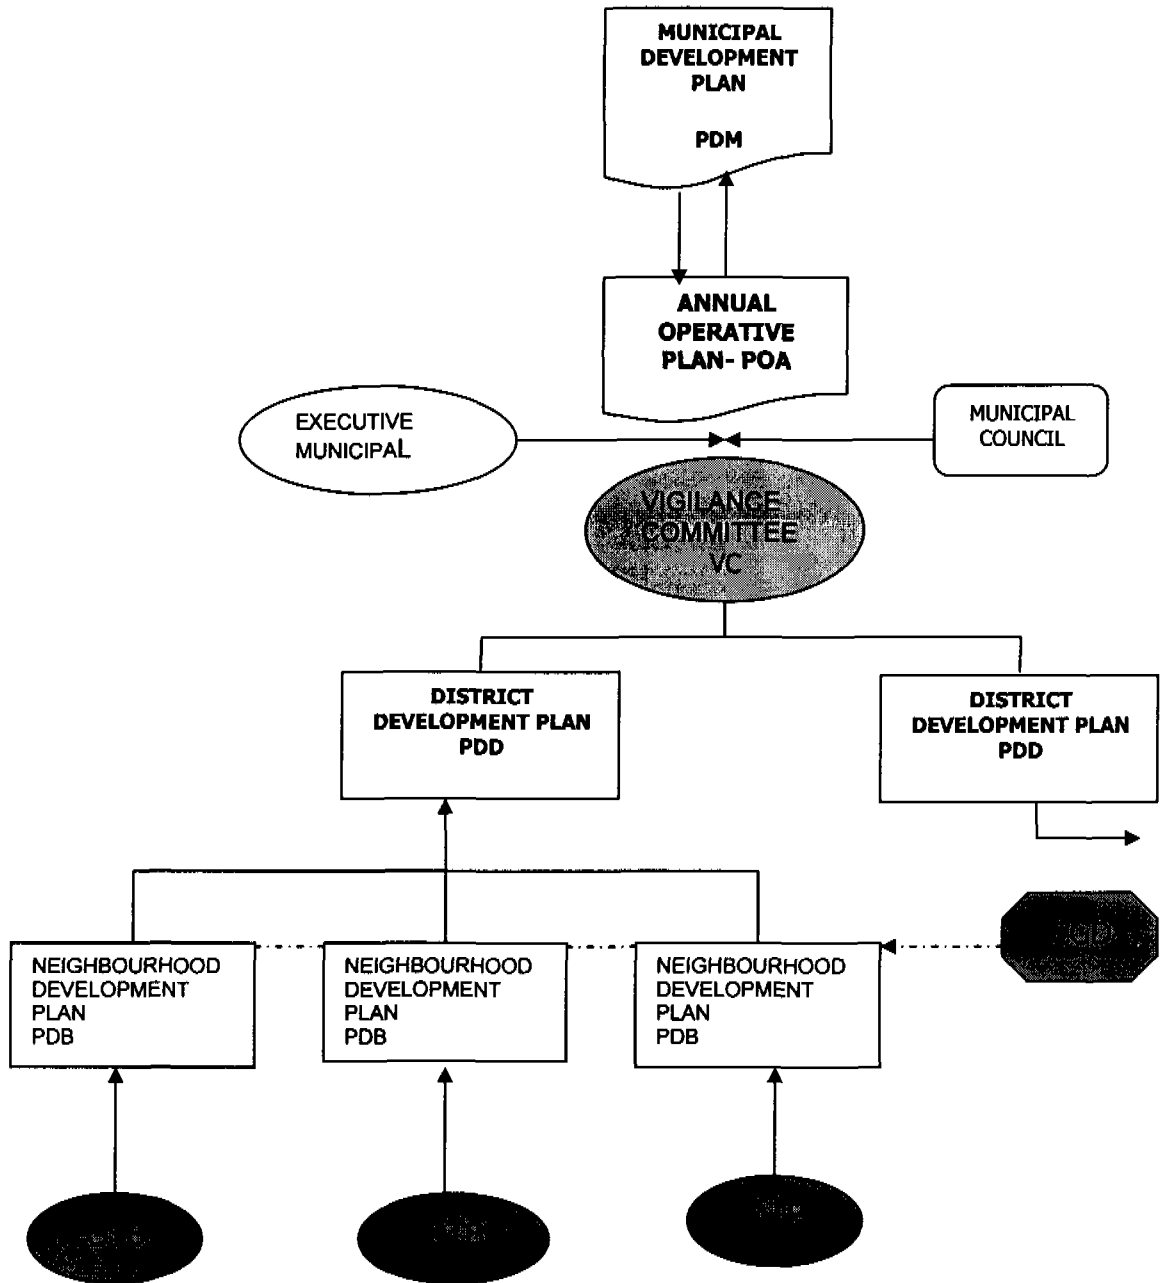 MUNICIPAL
DEVELOPMENT
PLAN
PDM
ANNUAL
OPERATIVE
PLAN- POA
EXECUTIVE
MUNICIPAL
MUNICIPAL
COUNCIL
VIGILANCE
COMMITTEE
VC
DISTRICT
DEVELOPMENT PLAN
PDD
DISTRICT
DEVELOPMENT PLAN
PDD
NEIGHBOURHOOD
DEVELOPMENT
PLAN
PDB
NEIGHBOURHOOD
DEVELOPMENT
PLAN
PDB
NEIGHBOURHOOD
DEVELOPMENT
PLAN
PDB